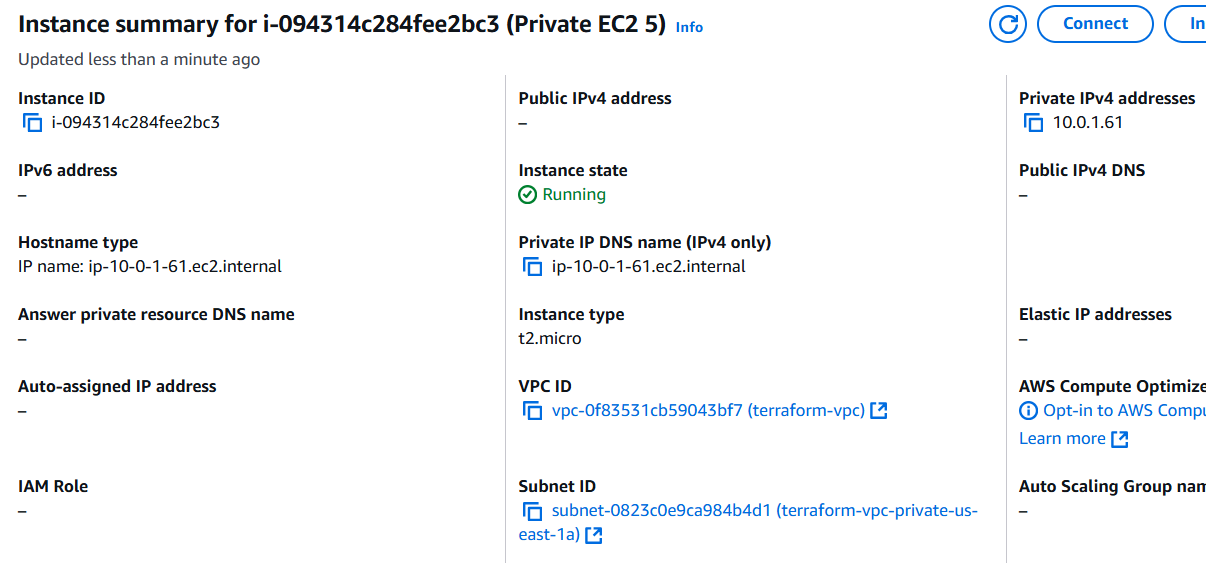 Instance summary for i-094314c284fee2bc3 (Private EC2 5) Info
Connect
In
Updated less than a minute ago
Instance ID
i-094314c284fee2bc3
Public IPv4 address
–
Private IPv4 addresses
10.0.1.61
IPv6 address
–
Instance state
Running
Public IPv4 DNS
–
Hostname type
IP name: ip-10-0-1-61.ec2.internal
Private IP DNS name (IPv4 only)
ip-10-0-1-61.ec2.internal
Answer private resource DNS name
–
Instance type
t2.micro
Elastic IP addresses
–
Auto-assigned IP address
–
VPC ID
vpc-0f83531cb59043bf7 (terraform-vpc)
AWS Compute Optimize
Opt-in to AWS Compu
Learn more
IAM Role
–
Subnet ID
subnet-0823c0e9ca984b4d1 (terraform-vpc-private-us-
east-1a)
Auto Scaling Group nam
–